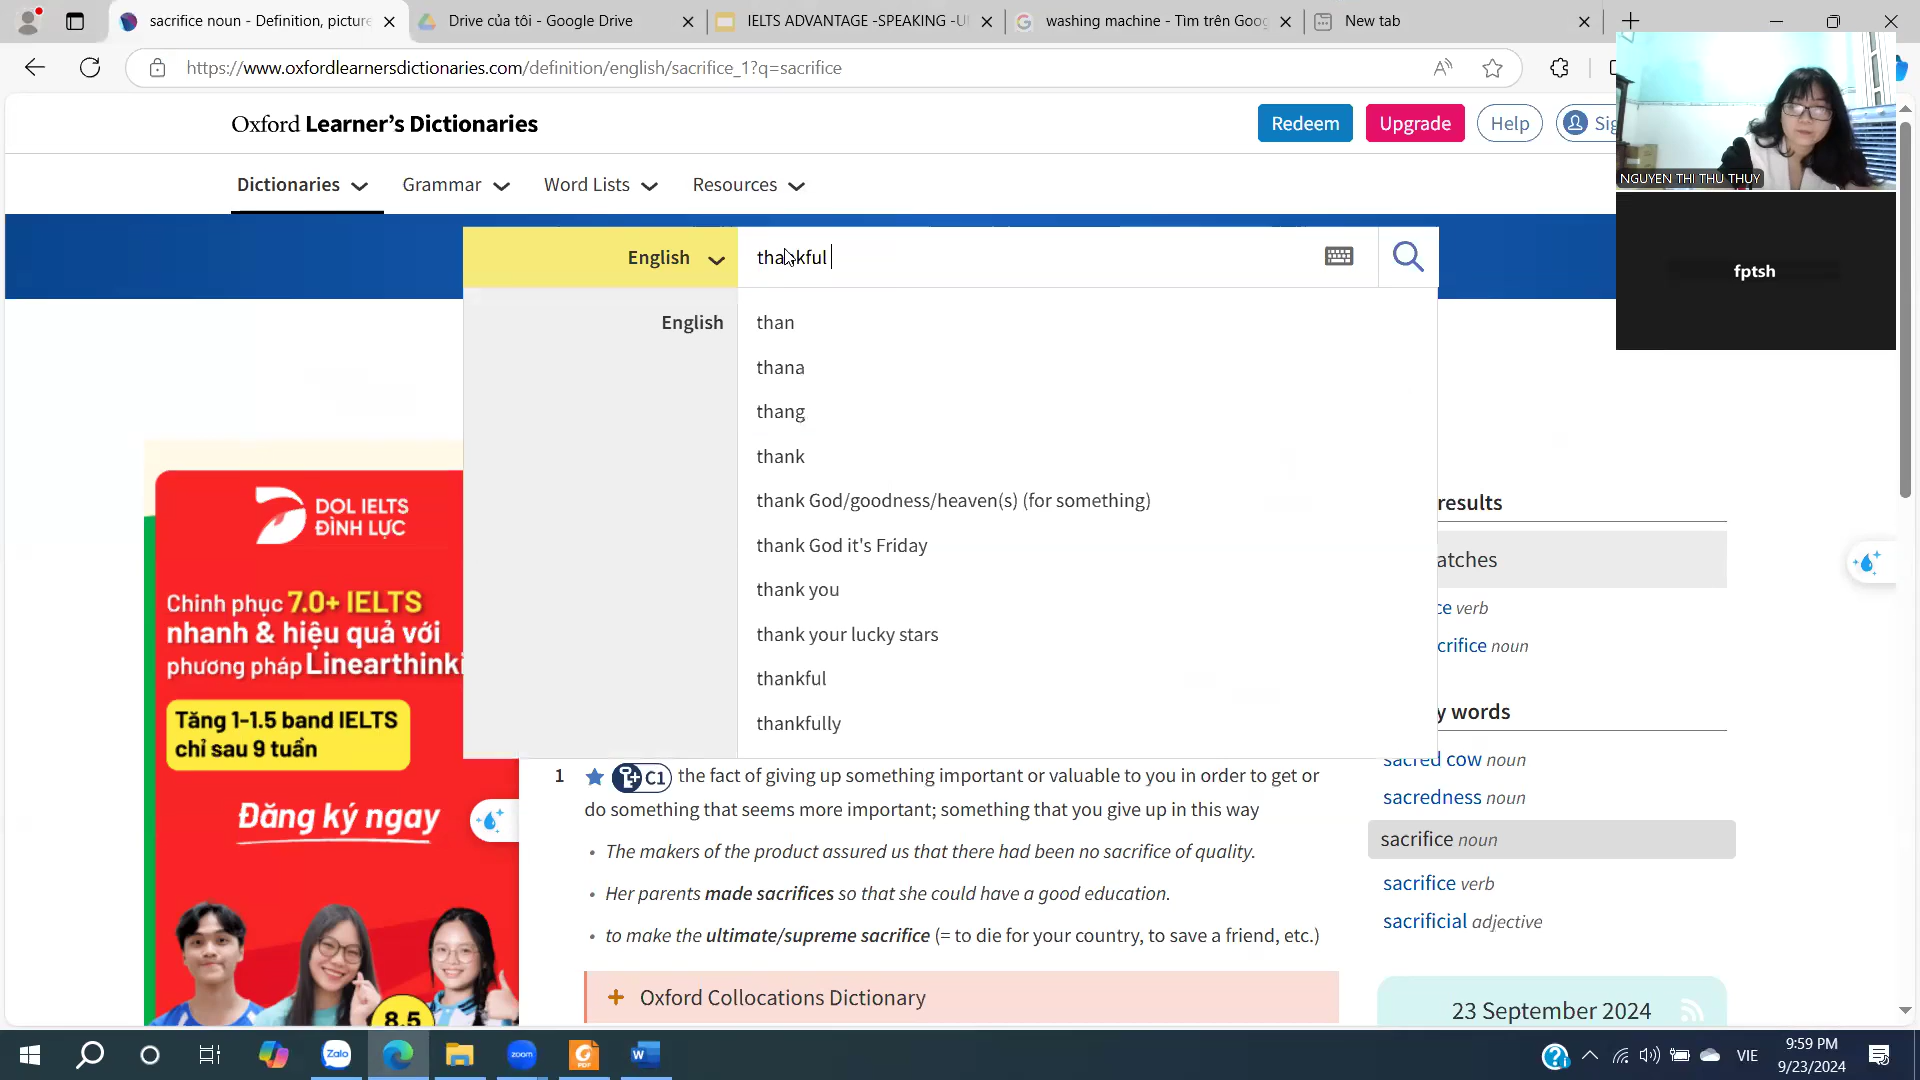 sacrifice noun - Definition, picture
Drive của tôi - Google Drive
IELTS ADVANTAGE -SPEAKING -U
washing machine - Tìm trên Goog
New tab
https://www.oxfordlearnersdictionaries.com/definition/english/sacrifice_1?q=sacrifice
Oxford Learner's Dictionaries
Redeem
Upgrade
Help
Sig
NGUYEN THI THU THUY
Dictionaries
Grammar
Word Lists
Resources
English
thankful
fptsh
English
than
thana
thang
thank
thank God/goodness/heaven(s) (for something)
thank God it's Friday
thank you
thank your lucky stars
thankful
thankfully
DOL IELTS
ĐÌNH LỰC
Chinh phục 7.0+ IELTS
nhanh & hiệu quả với
phương pháp Linearthinki
Tăng 1-1.5 band IELTS
chỉ sau 9 tuần
Đăng ký ngay
8.5
results
atches
ce verb
crifice noun
y words
sacred cow noun
sacredness noun
sacrifice noun
sacrifice verb
sacrificial adjective
1 C1 the fact of giving up something important or valuable to you in order to get or
do something that seems more important; something that you give up in this way
• The makers of the product assured us that there had been no sacrifice of quality.
• Her parents made sacrifices so that she could have a good education.
• to make the ultimate/supreme sacrifice (= to die for your country, to save a friend, etc.)
+ Oxford Collocations Dictionary
23 September 2024
Zalo
zoom
PDF
W
VIE
9:59 PM
9/23/2024